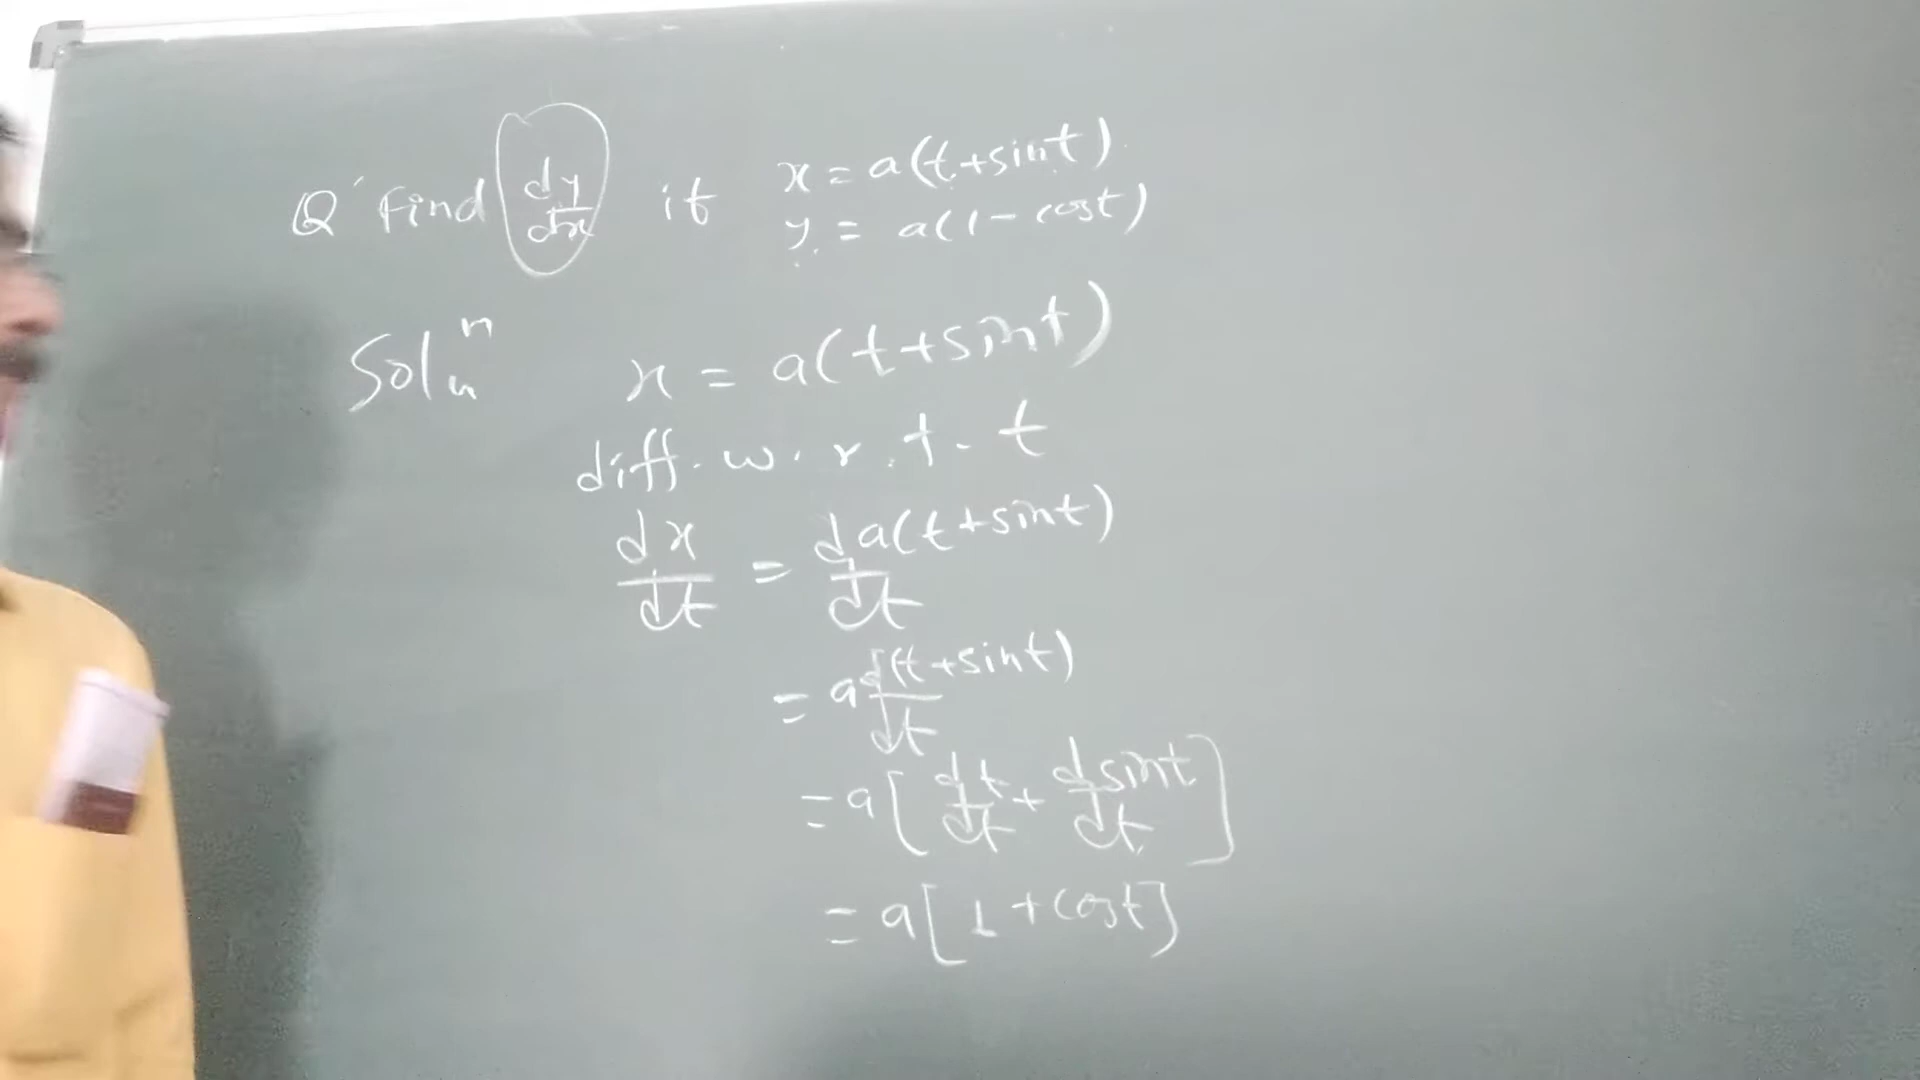 Q Find dy/dx if x = a(t+sint)
y = a(1-cost)
Solⁿ x = a(t+sint)
diff. w.r.t. t
dx/dt = d/dt a(t+sint)
= a d/dt (t+sint)
= a[dt/dt + d/dt sint]
= a[1+cost]